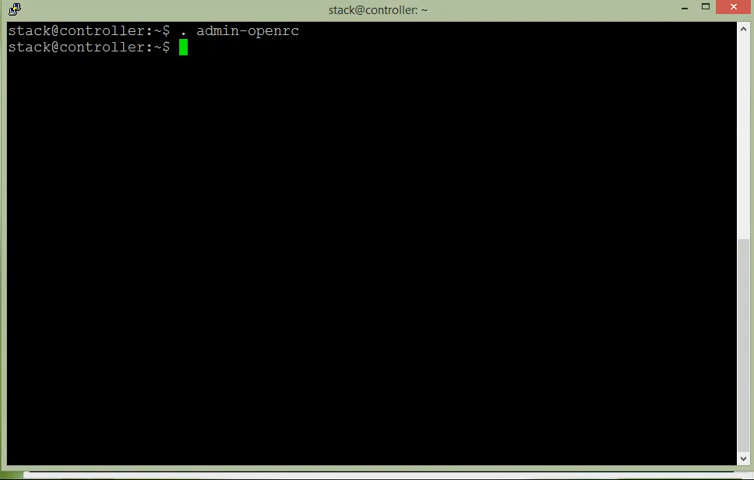 stack@controller: ~
stack@controller:~$ . admin-openrc
stack@controller:~$